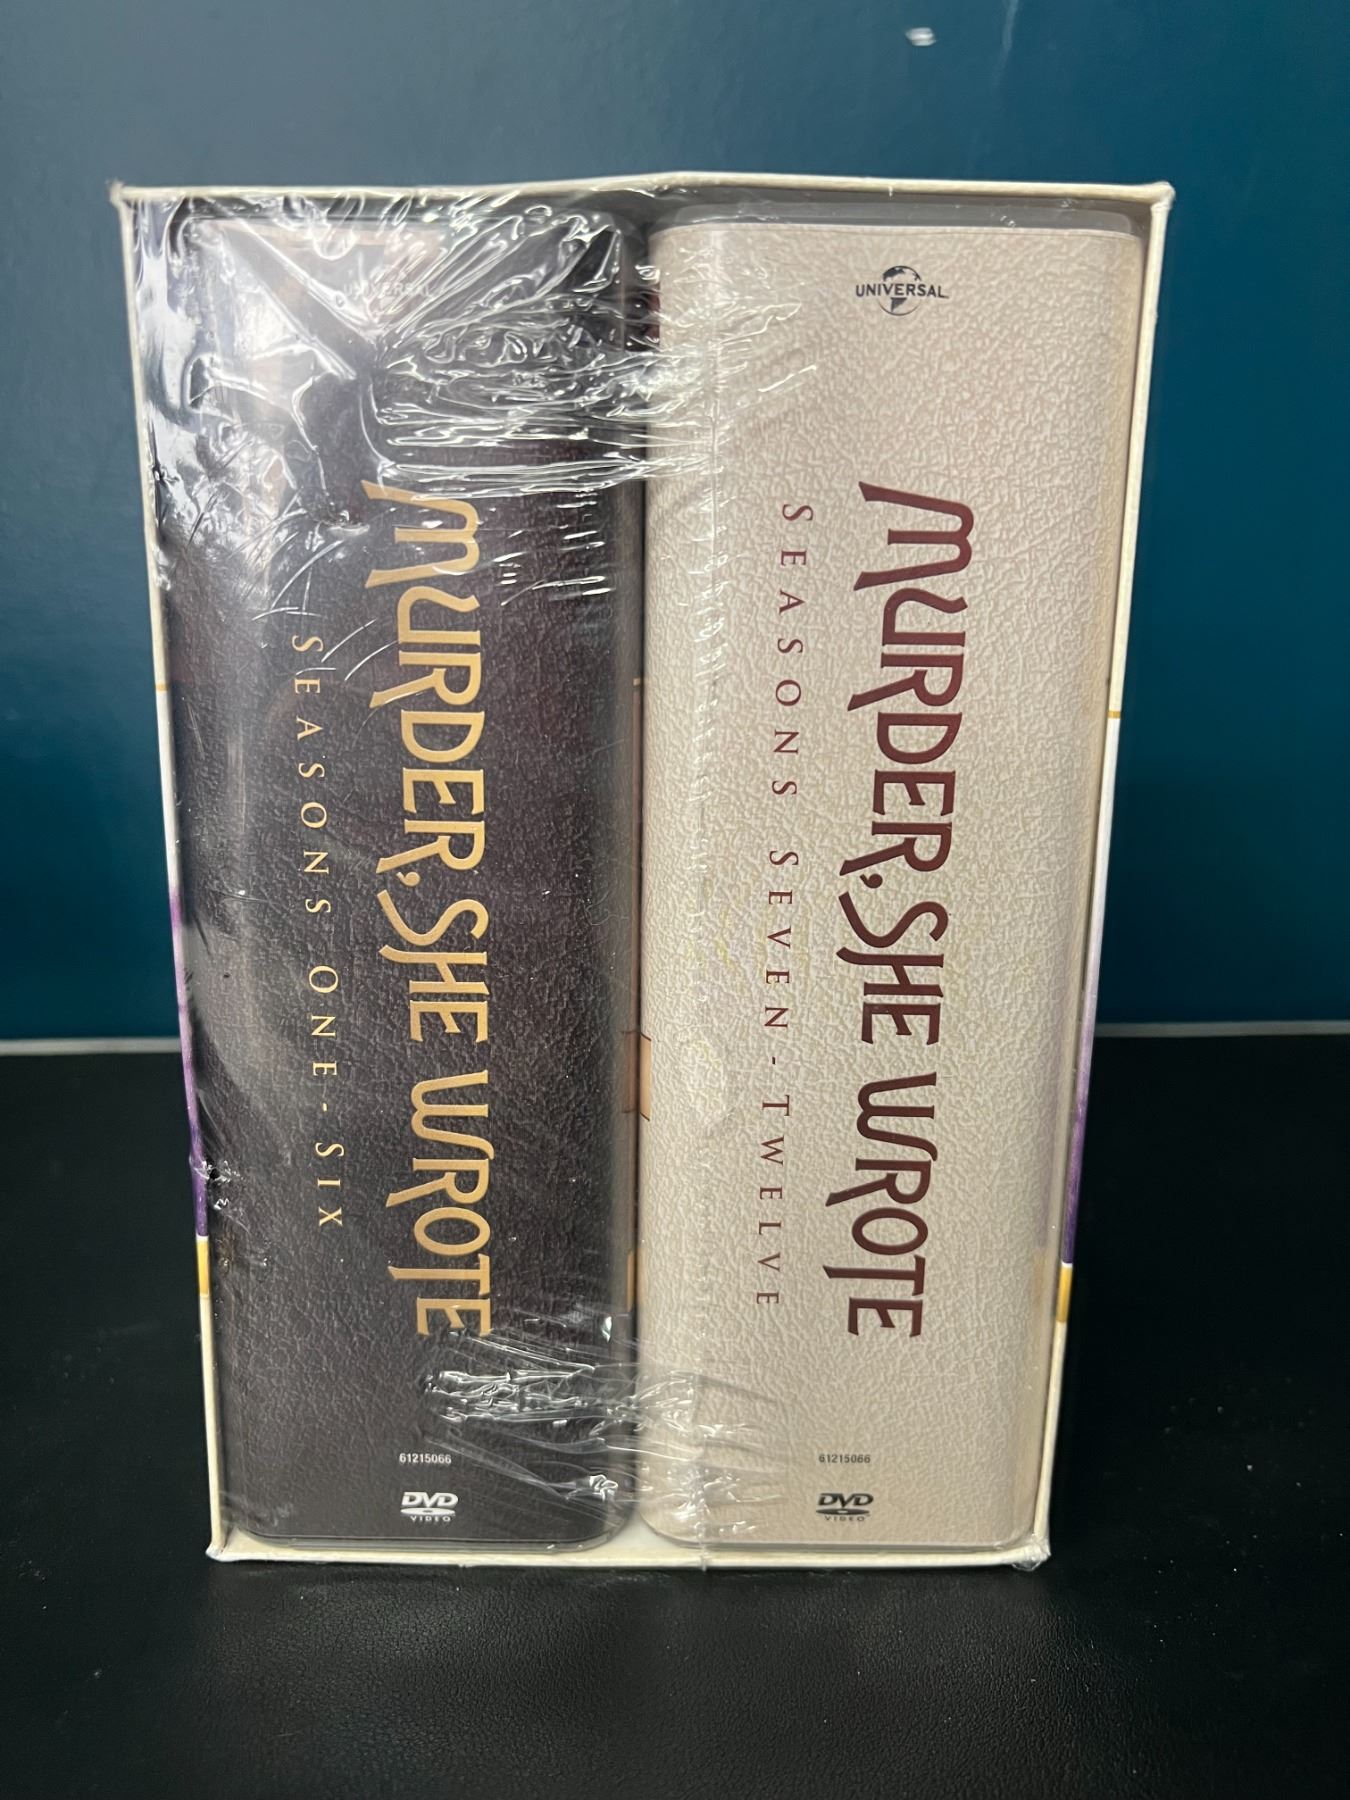 UNIVERSAL
MURDER, SHE WROTE
SEASONS ONE-SIX
61215066
DVD
VIDEO
UNIVERSAL
MURDER, SHE WROTE
SEASONS SEVEN-TWELVE
61215066
DVD
VIDEO